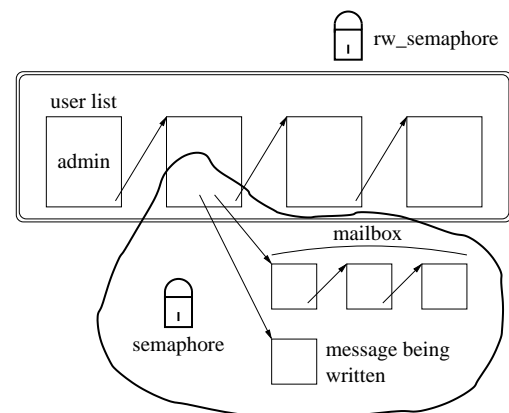 rw_semaphore
user list
admin
mailbox
semaphore
message being
written